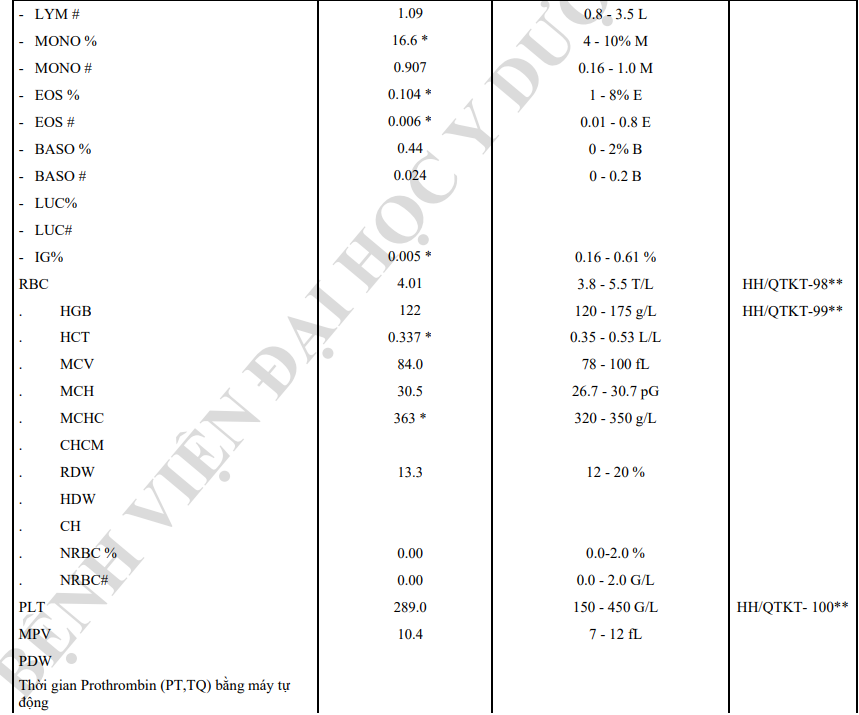 - LYM # 1.09 0.8 - 3.5 L
- MONO % 16.6 * 4 - 10% M
- MONO # 0.907 0.16 - 1.0 M
- EOS % 0.104 * 1 - 8% E
- EOS # 0.006 * 0.01 - 0.8 E
- BASO % 0.44 0 - 2% B
- BASO # 0.024 0 - 0.2 B
- LUC%
- LUC#
- IG% 0.005 * 0.16 - 0.61 %
RBC 4.01 3.8 - 5.5 T/L HH/QTKT-98**
. HGB 122 120 - 175 g/L HH/QTKT-99**
. HCT 0.337 * 0.35 - 0.53 L/L
. MCV 84.0 78 - 100 fL
. MCH 30.5 26.7 - 30.7 pG
. MCHC 363 * 320 - 350 g/L
. CHCM
. RDW 13.3 12 - 20 %
. HDW
. CH
. NRBC % 0.00 0.0-2.0 %
. NRBC# 0.00 0.0 - 2.0 G/L
PLT 289.0 150 - 450 G/L HH/QTKT- 100**
MPV 10.4 7 - 12 fL
PDW
Thời gian Prothrombin (PT,TQ) bằng máy tự
động
BỆNH VIỆN ĐẠI HỌC Y DƯỢ